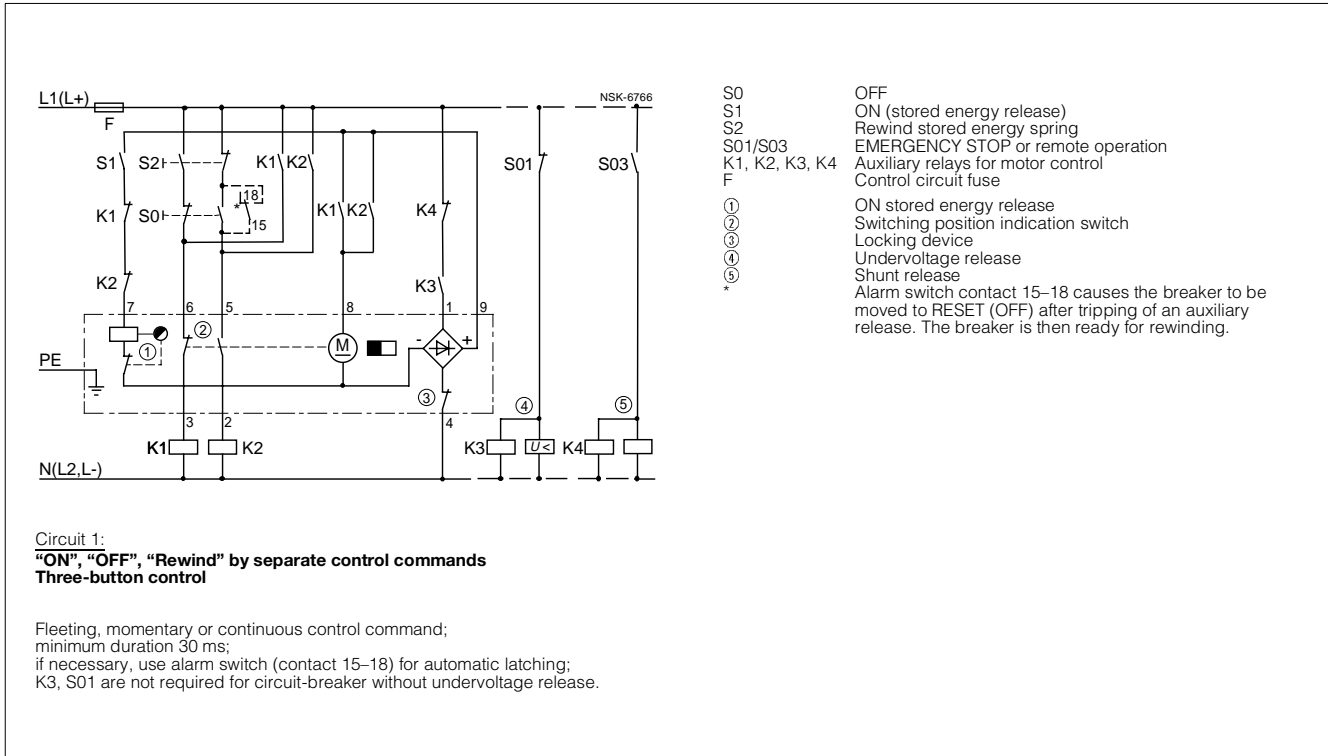 L1(L+)
F
NSK-6766
S1 S2 K1 K2 S01 S03
18
*
15
K1 S0 K1 K2 K4
K2 K3
7 6 5 8 1 9
②
① M - +
PE
③ ④ ⑤
3 2 4
K1 K2 K3 U< K4
N(L2,L-)
S0 OFF
S1 ON (stored energy release)
S2 Rewind stored energy spring
S01/S03 EMERGENCY STOP or remote operation
K1, K2, K3, K4 Auxiliary relays for motor control
F Control circuit fuse
① ON stored energy release
② Switching position indication switch
③ Locking device
④ Undervoltage release
⑤ Shunt release
* Alarm switch contact 15–18 causes the breaker to be
moved to RESET (OFF) after tripping of an auxiliary
release. The breaker is then ready for rewinding.
Circuit 1:
“ON”, “OFF”, “Rewind” by separate control commands
Three-button control
Fleeting, momentary or continuous control command;
minimum duration 30 ms;
if necessary, use alarm switch (contact 15–18) for automatic latching;
K3, S01 are not required for circuit-breaker without undervoltage release.